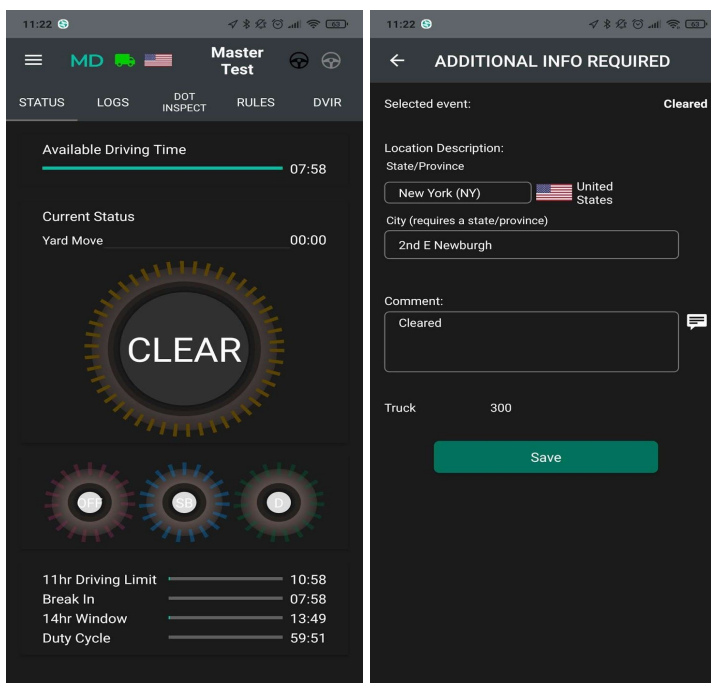 11:22
63
MD
Master
Test
STATUS
LOGS
DOT
INSPECT
RULES
DVIR
Available Driving Time
07:58
Current Status
Yard Move
00:00
CLEAR
OFF
SB
D
11hr Driving Limit
10:58
Break In
07:58
14hr Window
13:49
Duty Cycle
59:51
11:22
63
ADDITIONAL INFO REQUIRED
Selected event:
Cleared
Location Description:
State/Province
New York (NY)
United
States
City (requires a state/province)
2nd E Newburgh
Comment:
Cleared
Truck
300
Save